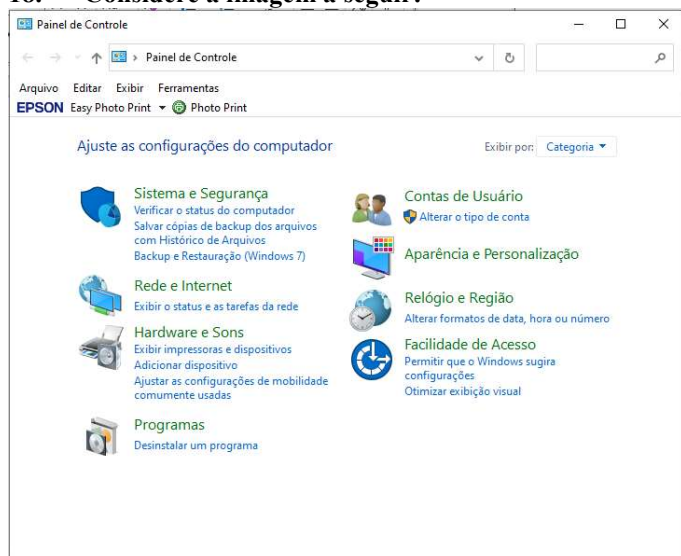 18. Considere a imagem a seguir:
Painel de Controle
Painel de Controle
Arquivo Editar Exibir Ferramentas
EPSON Easy Photo Print Photo Print
Ajuste as configurações do computador
Exibir por: Categoria
Sistema e Segurança
Verificar o status do computador
Salvar cópias de backup dos arquivos
com Histórico de Arquivos
Backup e Restauração (Windows 7)
Rede e Internet
Exibir o status e as tarefas da rede
Hardware e Sons
Exibir impressoras e dispositivos
Adicionar dispositivo
Ajustar as configurações de mobilidade
comumente usadas
Programas
Desinstalar um programa
Contas de Usuário
Alterar o tipo de conta
Aparência e Personalização
Relógio e Região
Alterar formatos de data, hora ou número
Facilidade de Acesso
Permitir que o Windows sugira
configurações
Otimizar exibição visual